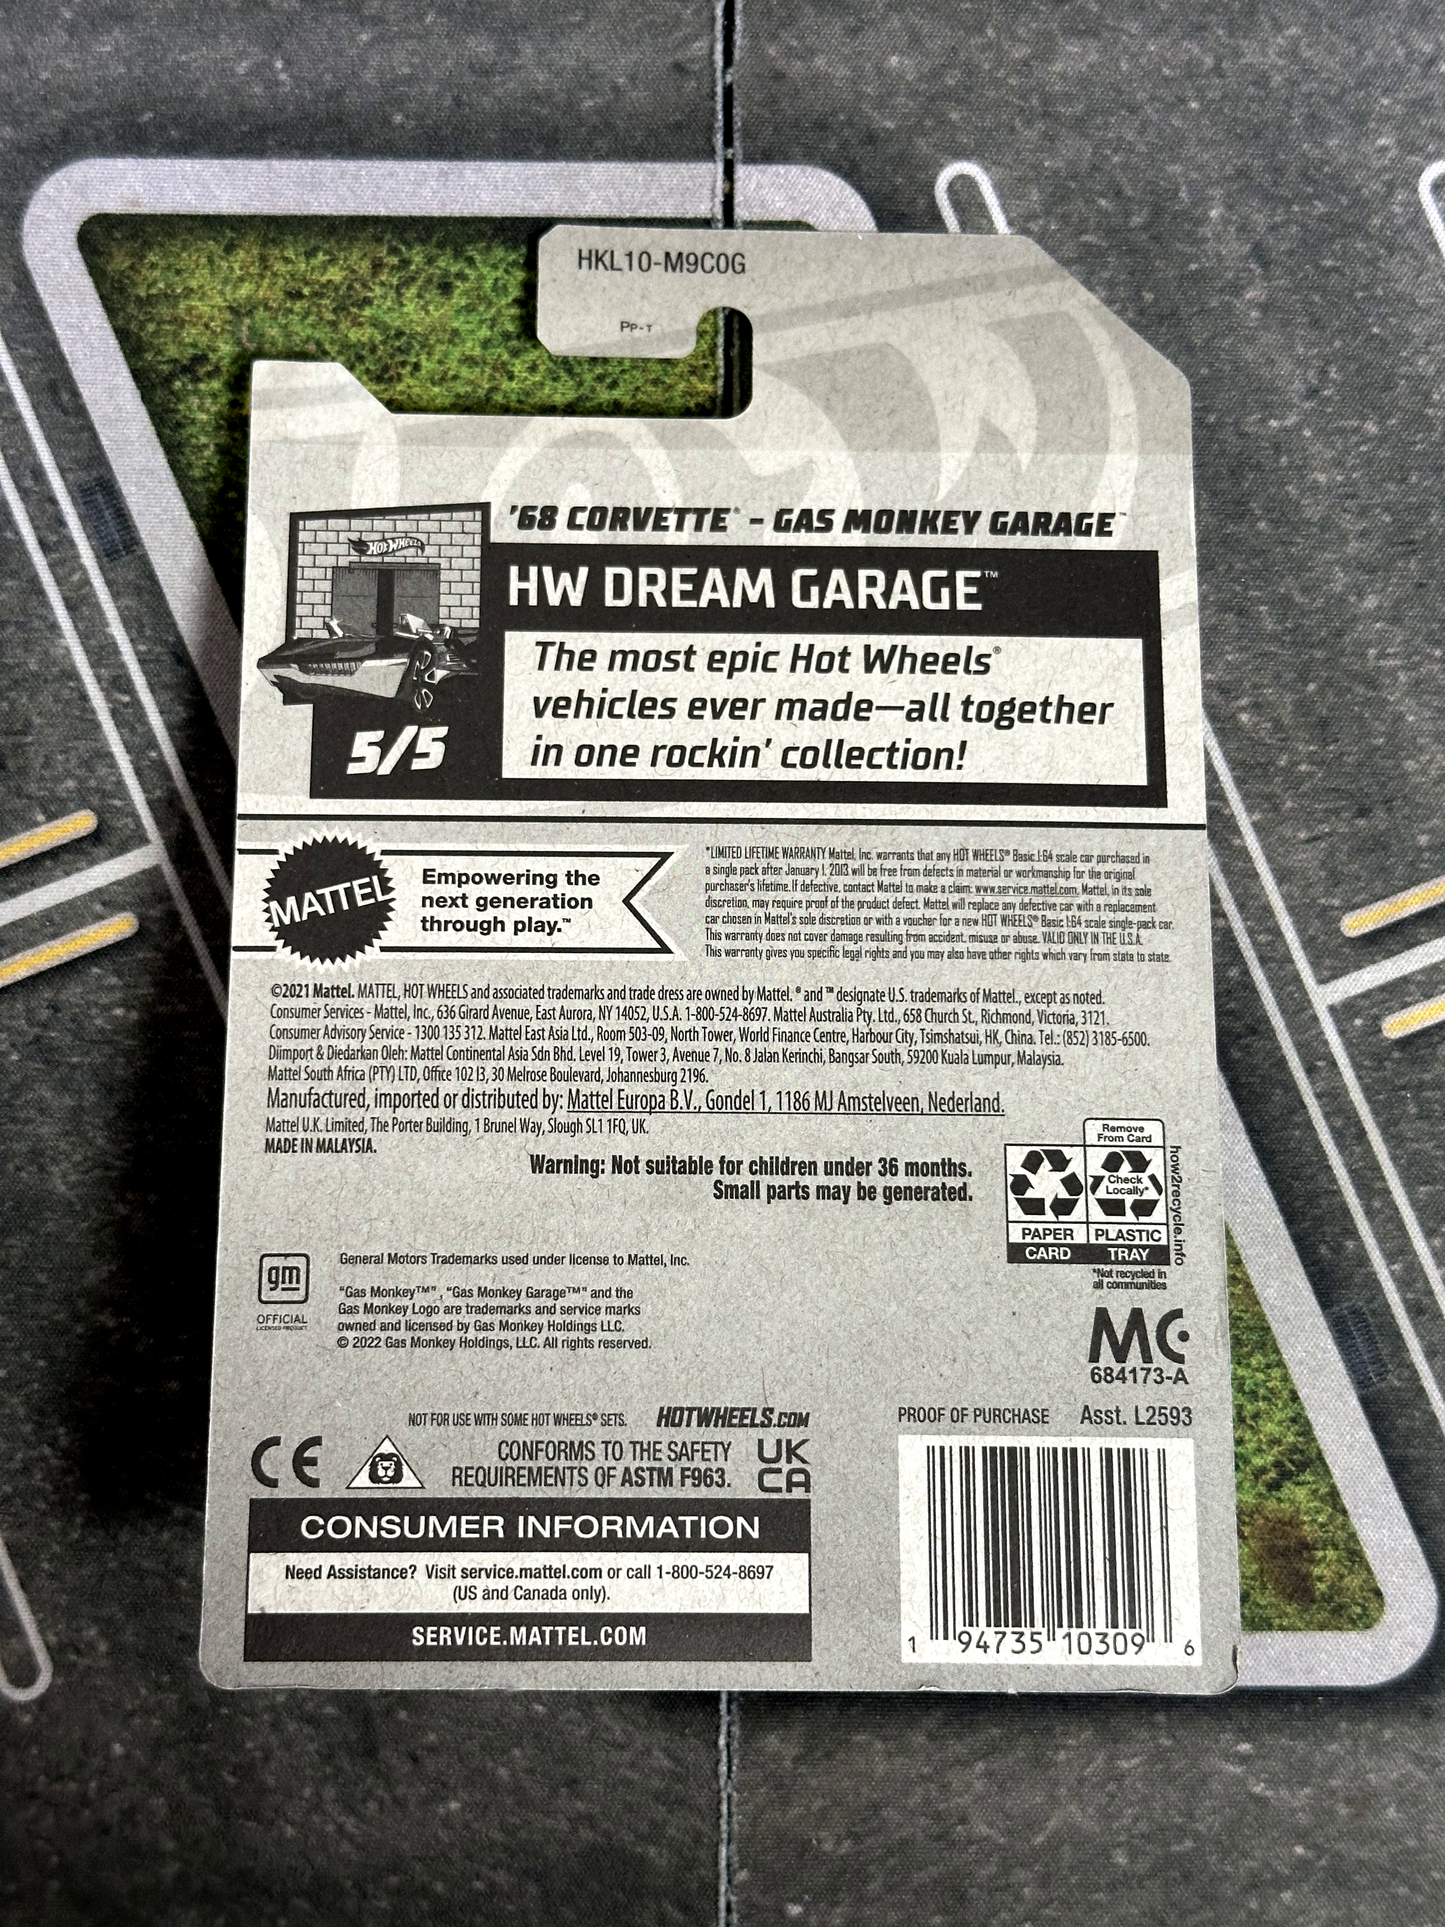 HKL10-M9C0G
PP-T
'68 CORVETTE® - GAS MONKEY GARAGE™
HOT WHEELS
HW DREAM GARAGE™
The most epic Hot Wheels®
vehicles ever made—all together
in one rockin' collection!
5/5
MATTEL
Empowering the
next generation
through play.™
*LIMITED LIFETIME WARRANTY Mattel, Inc. warrants that any HOT WHEELS® Basic 1:64 scale car purchased in
a single pack after January 1, 2013 will be free from defects in material or workmanship for the original
purchaser's lifetime. If defective, contact Mattel to make a claim: www.service.mattel.com. Mattel, in its sole
discretion, may require proof of the product defect. Mattel will replace any defective car with a replacement
car chosen in Mattel's sole discretion or with a voucher for a new HOT WHEELS® Basic 1:64 scale single-pack car.
This warranty does not cover damage resulting from accident, misuse or abuse. VALID ONLY IN THE U.S.A.
This warranty gives you specific legal rights and you may also have other rights which vary from state to state.
©2021 Mattel. MATTEL, HOT WHEELS and associated trademarks and trade dress are owned by Mattel. ® and ™ designate U.S. trademarks of Mattel., except as noted.
Consumer Services - Mattel, Inc., 636 Girard Avenue, East Aurora, NY 14052, U.S.A. 1-800-524-8697. Mattel Australia Pty. Ltd., 658 Church St., Richmond, Victoria, 3121.
Consumer Advisory Service - 1300 135 312. Mattel East Asia Ltd., Room 503-09, North Tower, World Finance Centre, Harbour City, Tsimshatsui, HK, China. Tel.: (852) 3185-6500.
Diimport & Diedarkan Oleh: Mattel Continental Asia Sdn Bhd. Level 19, Tower 3, Avenue 7, No. 8 Jalan Kerinchi, Bangsar South, 59200 Kuala Lumpur, Malaysia.
Mattel South Africa (PTY) LTD, Office 102 I3, 30 Melrose Boulevard, Johannesburg 2196.
Manufactured, imported or distributed by: Mattel Europa B.V., Gondel 1, 1186 MJ Amstelveen, Nederland.
Mattel U.K. Limited, The Porter Building, 1 Brunel Way, Slough SL1 1FQ, UK.
MADE IN MALAYSIA.
Warning: Not suitable for children under 36 months.
Small parts may be generated.
Remove
From Card
Check
Locally*
PAPER
PLASTIC
CARD
TRAY
how2recycle.info
*Not recycled in
all communities
gm
OFFICIAL
LICENSED PRODUCT
General Motors Trademarks used under license to Mattel, Inc.
"Gas Monkey™", "Gas Monkey Garage™" and the
Gas Monkey Logo are trademarks and service marks
owned and licensed by Gas Monkey Holdings LLC.
© 2022 Gas Monkey Holdings, LLC. All rights reserved.
MC
684173-A
NOT FOR USE WITH SOME HOT WHEELS® SETS.
HOTWHEELS.COM
PROOF OF PURCHASE
Asst. L2593
CE
CONFORMS TO THE SAFETY
REQUIREMENTS OF ASTM F963.
UK
CA
CONSUMER INFORMATION
Need Assistance? Visit service.mattel.com or call 1-800-524-8697
(US and Canada only).
SERVICE.MATTEL.COM
1 94735 10309 6